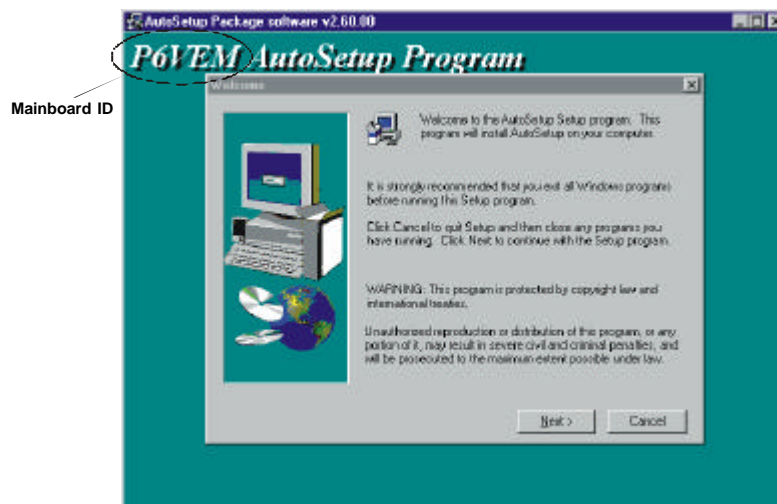 AutoSetup Package software v2.60.00
P6VEM AutoSetup Program
Mainboard ID
Welcome
Welcome to the AutoSetup Setup program. This
program will install AutoSetup on your computer.
It is strongly recommended that you exit all Windows programs
before running this Setup program.
Click Cancel to quit Setup and then close any programs you
have running. Click Next to continue with the Setup program.
WARNING: This program is protected by copyright law and
international treaties.
Unauthorized reproduction or distribution of this program, or any
portion of it, may result in severe civil and criminal penalties, and
will be prosecuted to the maximum extent possible under law.
Next >
Cancel